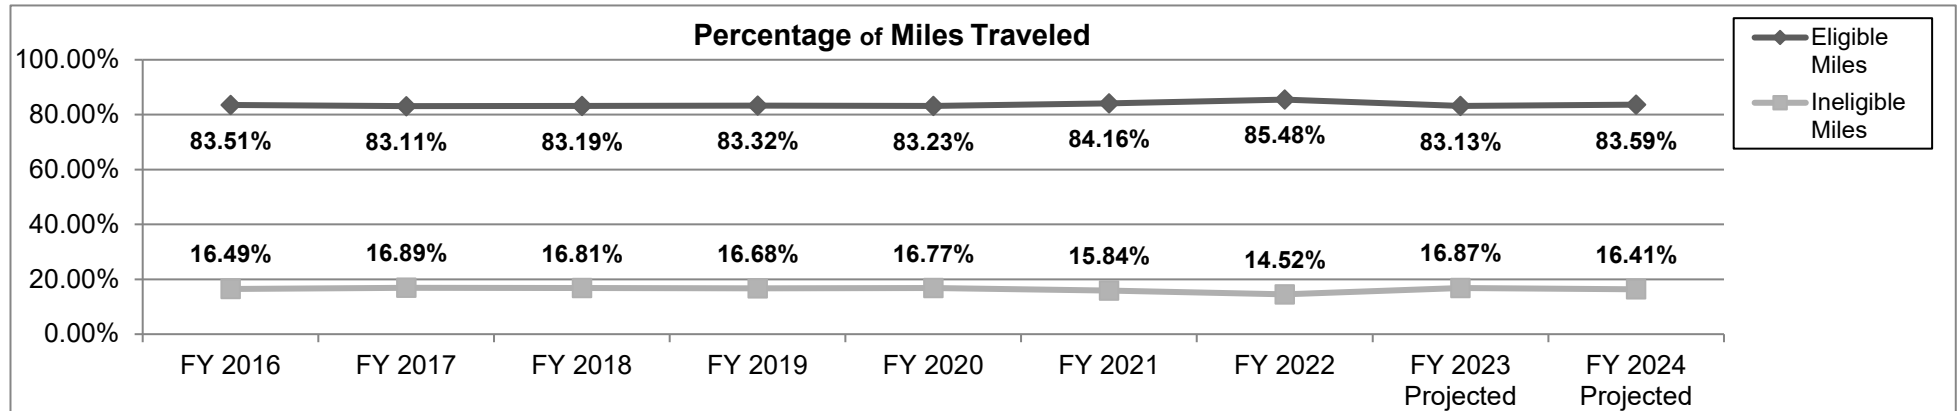 Percentage of Miles Traveled
Eligible
Miles
Ineligible
Miles
100.00%
80.00%
60.00%
40.00%
20.00%
0.00%
83.51% 83.11% 83.19% 83.32% 83.23% 84.16% 85.48% 83.13% 83.59%
16.49% 16.89% 16.81% 16.68% 16.77% 15.84% 14.52% 16.87% 16.41%
FY 2016 FY 2017 FY 2018 FY 2019 FY 2020 FY 2021 FY 2022 FY 2023 FY 2024
Projected Projected